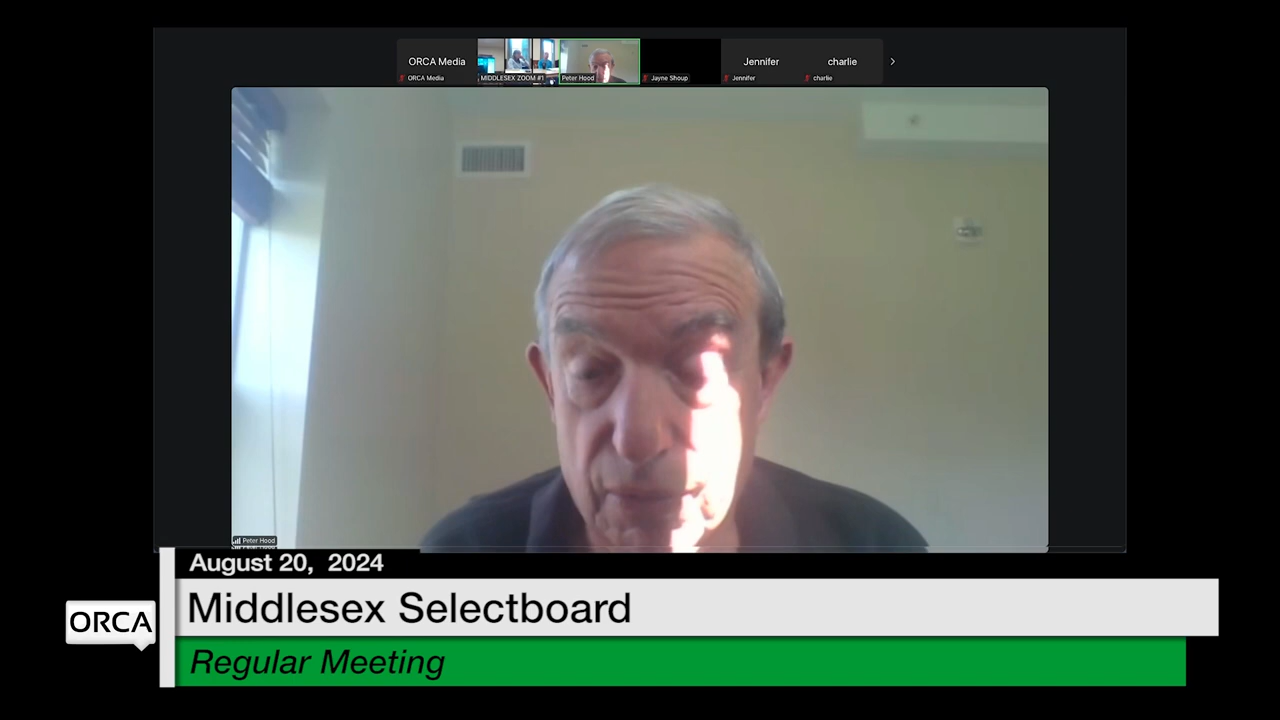 ORCA Media
Jennifer
charlie
ORCA Media
MIDDLESEX ZOOM #1
Peter Hood
Jayne Shoup
Jennifer
charlie
Peter Hood
August 20, 2024
Middlesex Selectboard
ORCA
Regular Meeting